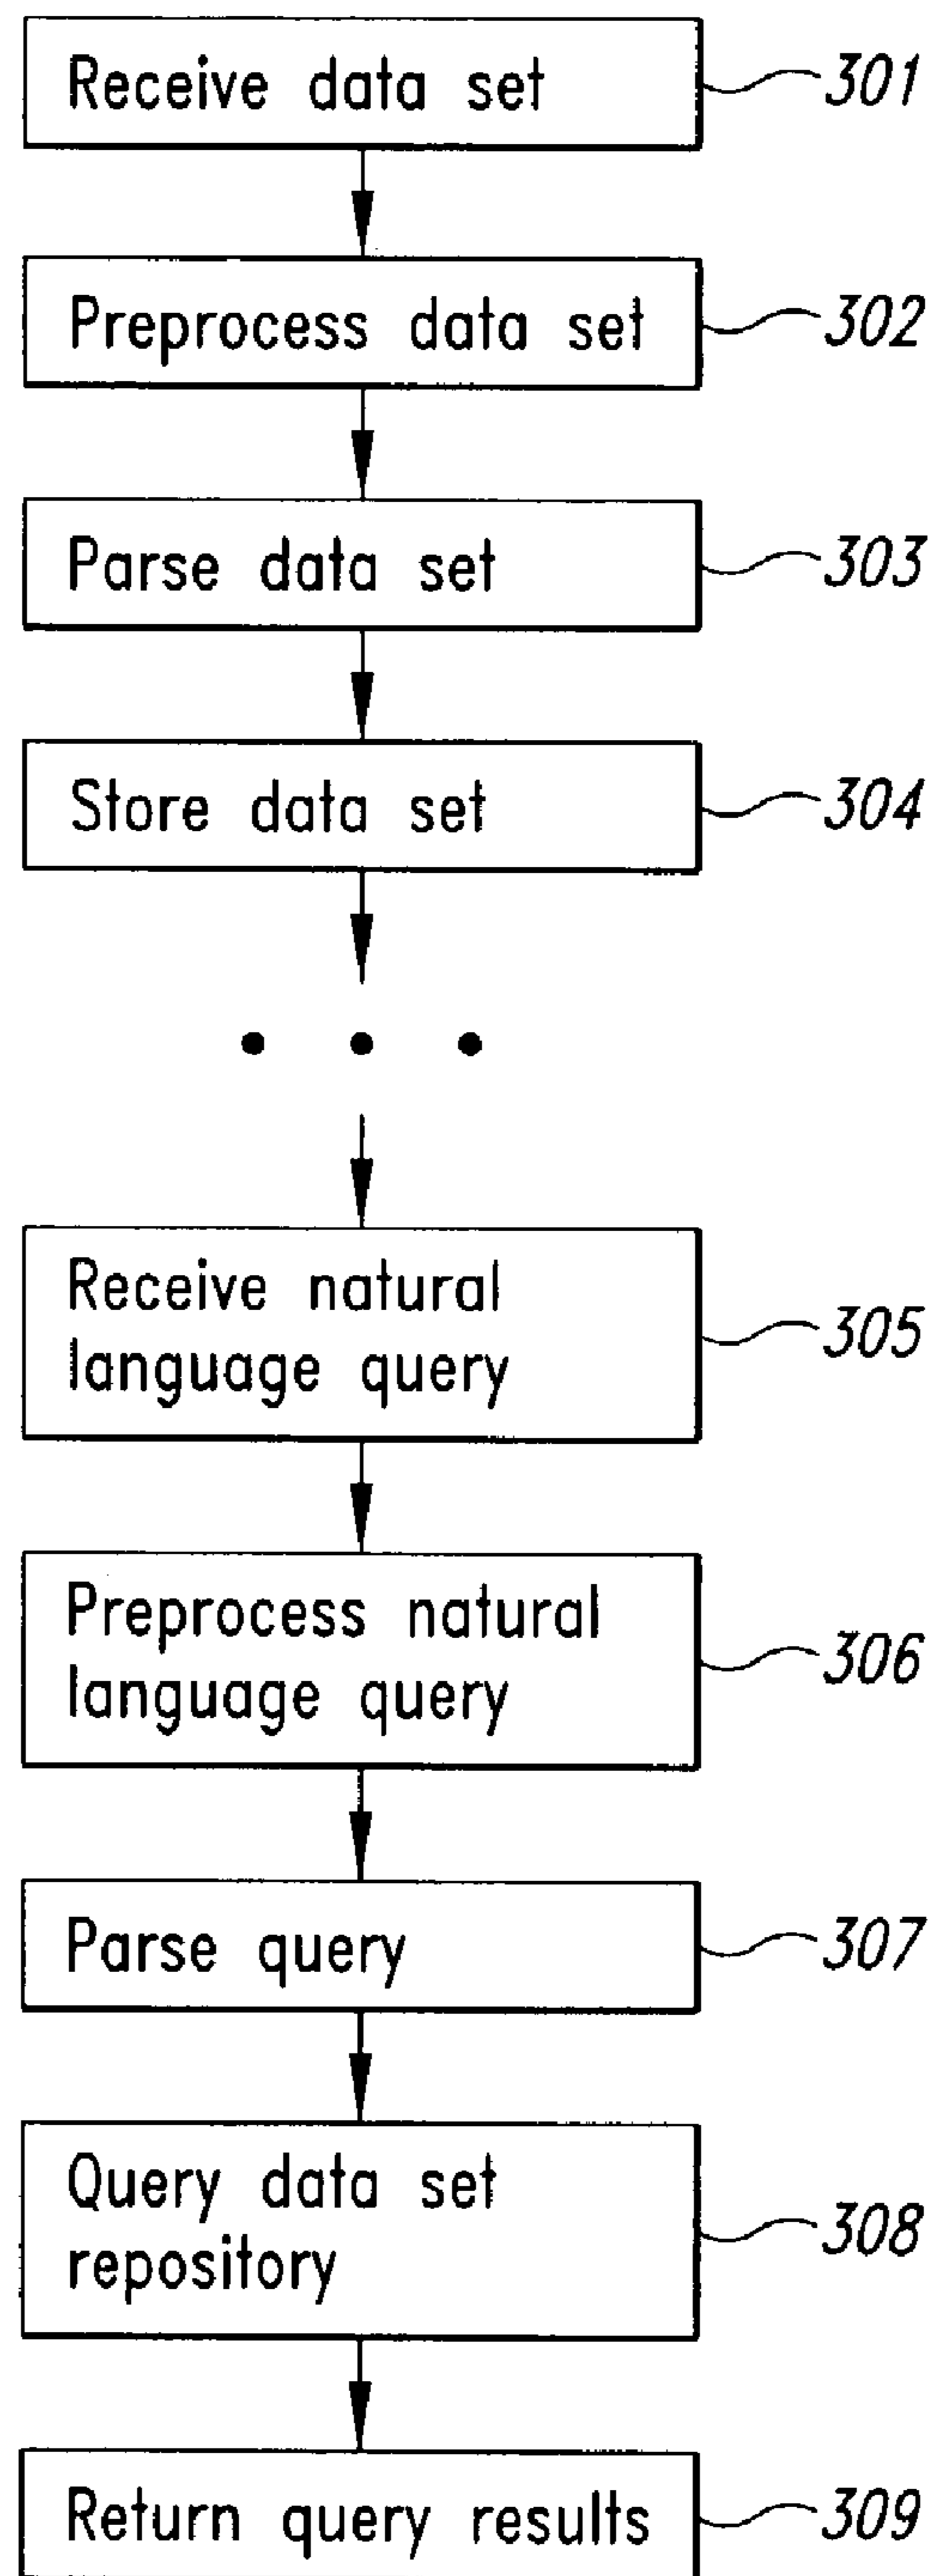 Receive data set
301
Preprocess data set
302
Parse data set
303
Store data set
304
Receive natural
language query
305
Preprocess natural
language query
306
Parse query
307
Query data set
repository
308
Return query results
309